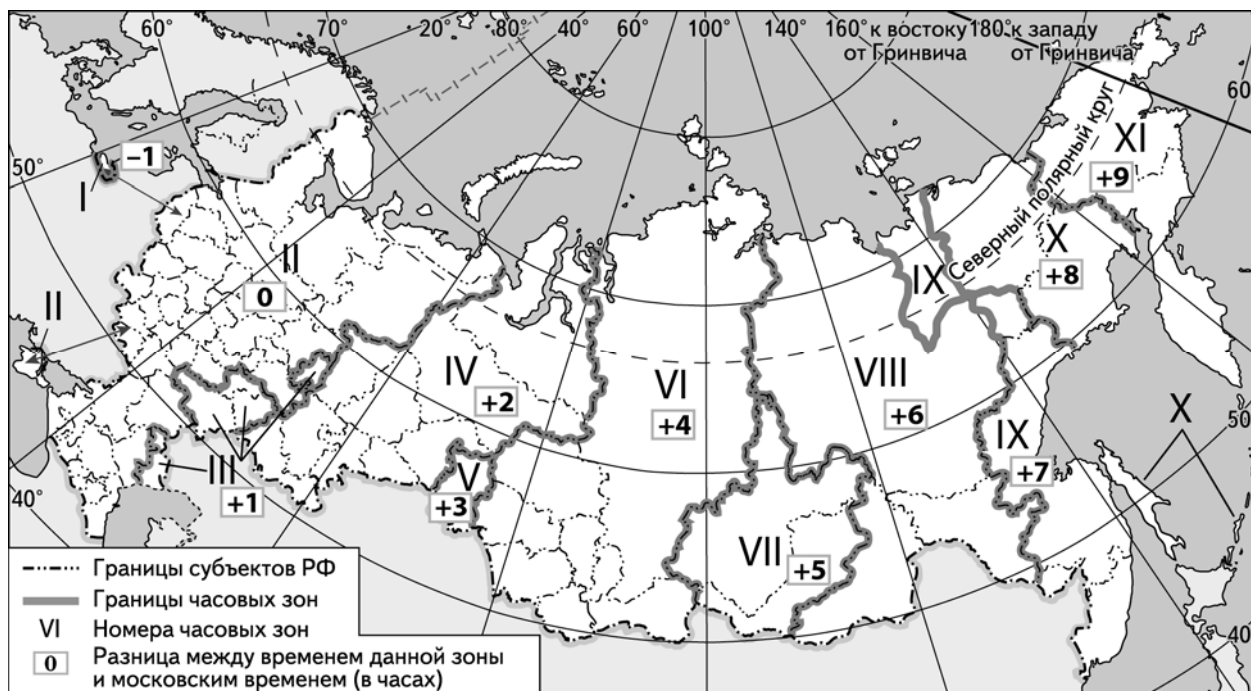 60°
70°
20°
80°
40°
60°
80°
100°
120°
140°
160° к востоку
от Гринвича
180° к западу
от Гринвича
60°
50°
–1
I
II
0
II
40°
III
+1
IV
+2
V
+3
VI
+4
VII
+5
VIII
+6
IX
IX
+7
Северный полярный круг
X
+8
XI
+9
X
50°
40°
Границы субъектов РФ
Границы часовых зон
VI Номера часовых зон
0 Разница между временем данной зоны
и московским временем (в часах)